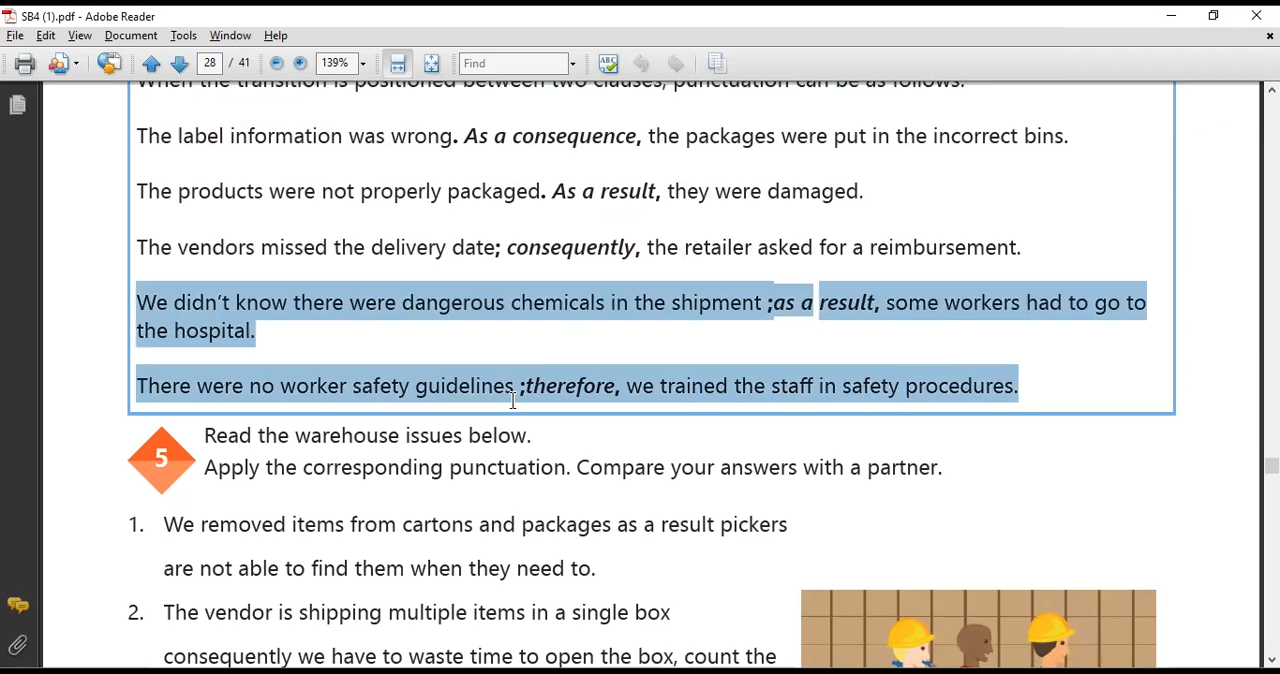 SB4 (1).pdf - Adobe Reader
File Edit View Document Tools Window Help
28 / 41 139% Find
When the transition is positioned between two clauses, punctuation can be as follows:
The label information was wrong. As a consequence, the packages were put in the incorrect bins.
The products were not properly packaged. As a result, they were damaged.
The vendors missed the delivery date; consequently, the retailer asked for a reimbursement.
We didn’t know there were dangerous chemicals in the shipment ;as a result, some workers had to go to
the hospital.
There were no worker safety guidelines ;therefore, we trained the staff in safety procedures.
5
Read the warehouse issues below.
Apply the corresponding punctuation. Compare your answers with a partner.
1. We removed items from cartons and packages as a result pickers
are not able to find them when they need to.
2. The vendor is shipping multiple items in a single box
consequently we have to waste time to open the box, count the